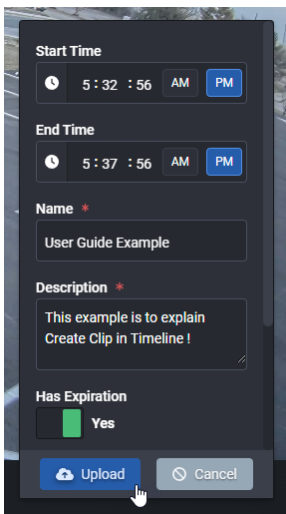 Start Time
5 : 32 : 56 AM PM
End Time
5 : 37 : 56 AM PM
Name *
User Guide Example
Description *
This example is to explain
Create Clip in Timeline !
Has Expiration
Yes
Upload Cancel